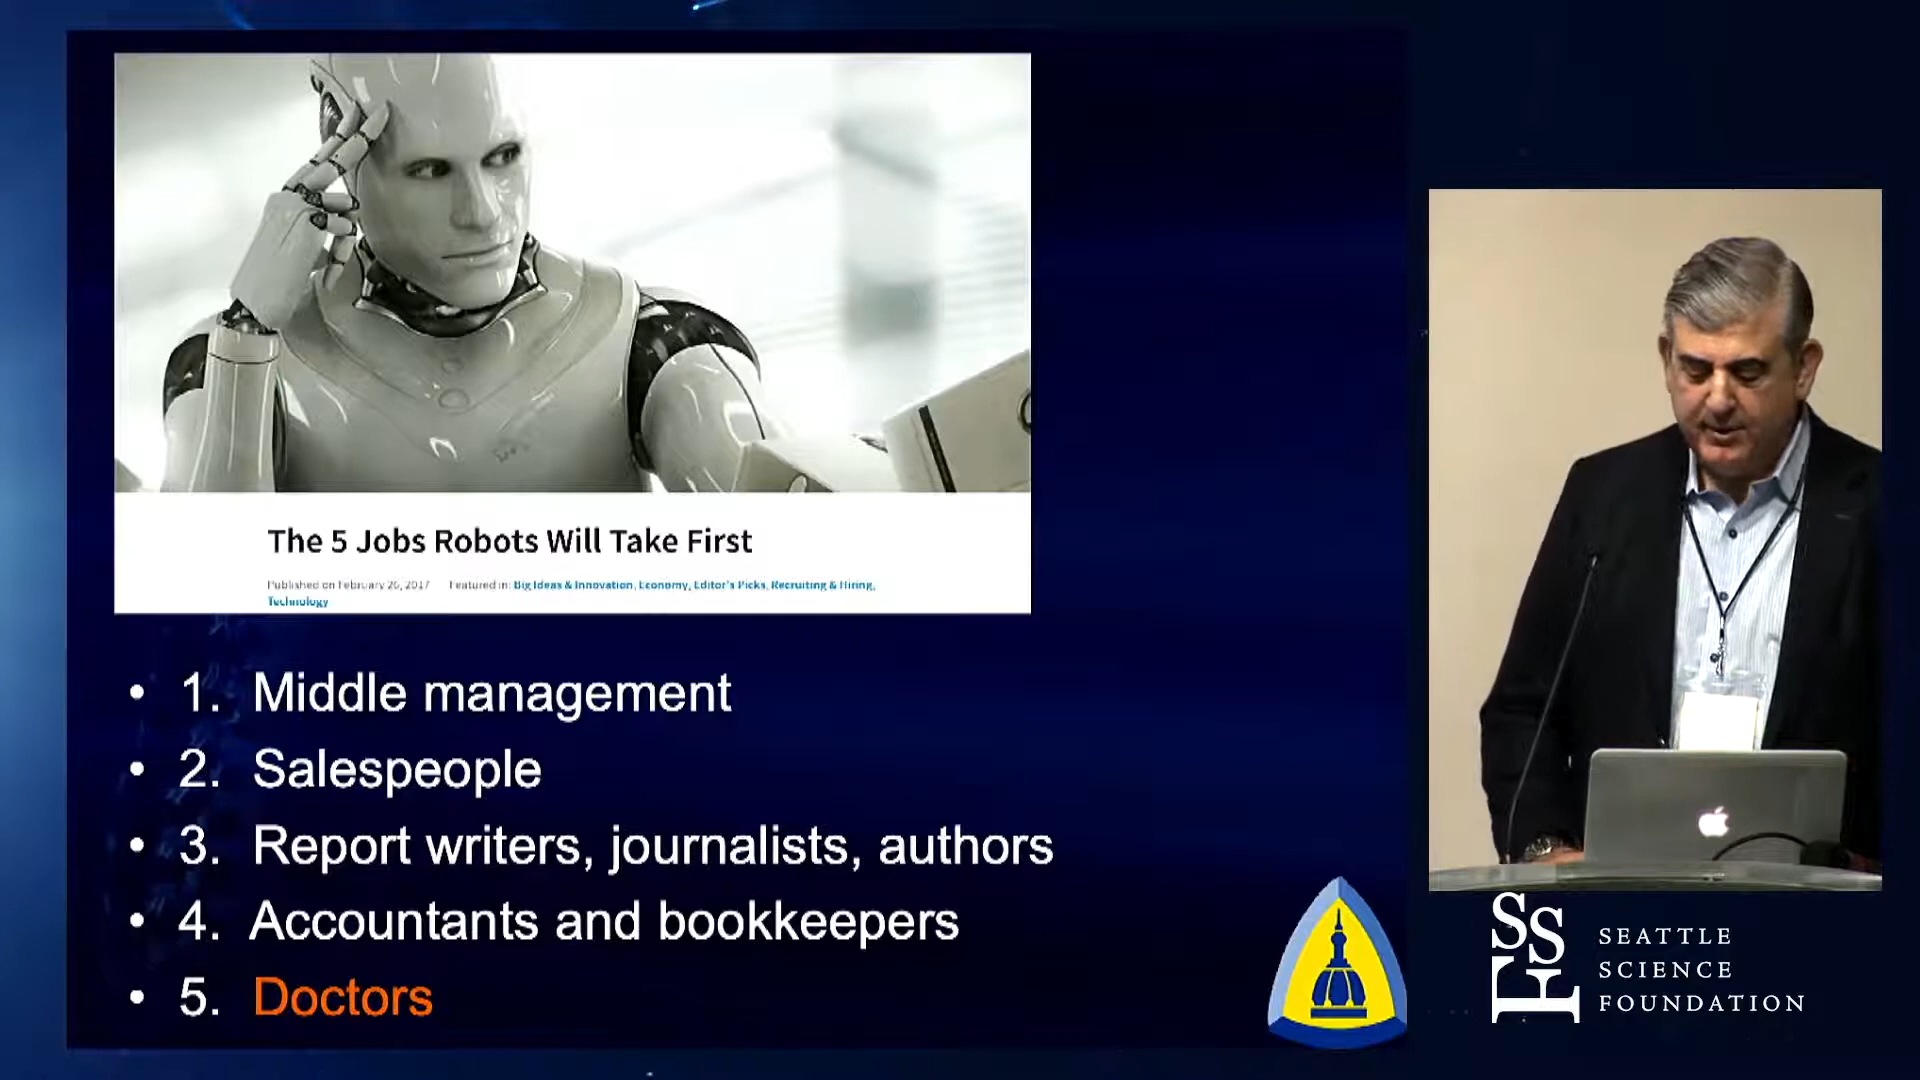 The 5 Jobs Robots Will Take First
Published on February 26, 2017 Featured in: Big Ideas & Innovation, Economy, Editor's Picks, Recruiting & Hiring,
Technology
• 1. Middle management
• 2. Salespeople
• 3. Report writers, journalists, authors
• 4. Accountants and bookkeepers
• 5. Doctors
SSF
SEATTLE
SCIENCE
FOUNDATION